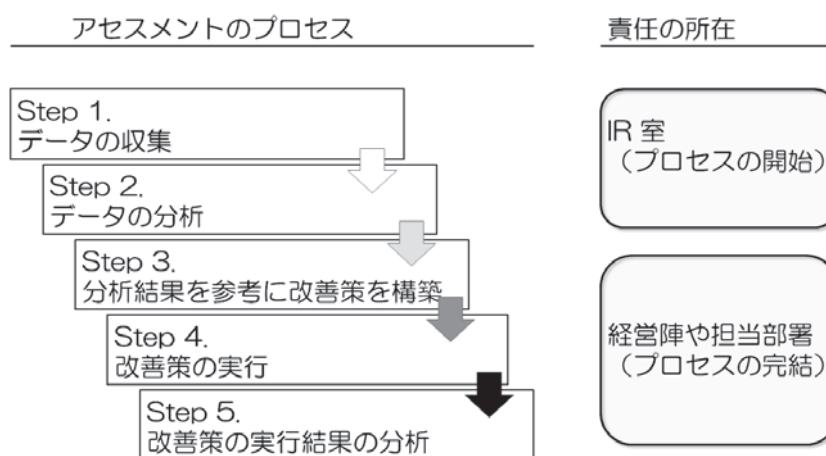 アセスメントのプロセス
責任の所在
Step 1.
データの収集
Step 2.
データの分析
Step 3.
分析結果を参考に改善策を構築
Step 4.
改善策の実行
Step 5.
改善策の実行結果の分析
IR 室
（プロセスの開始）
経営陣や担当部署
（プロセスの完結）